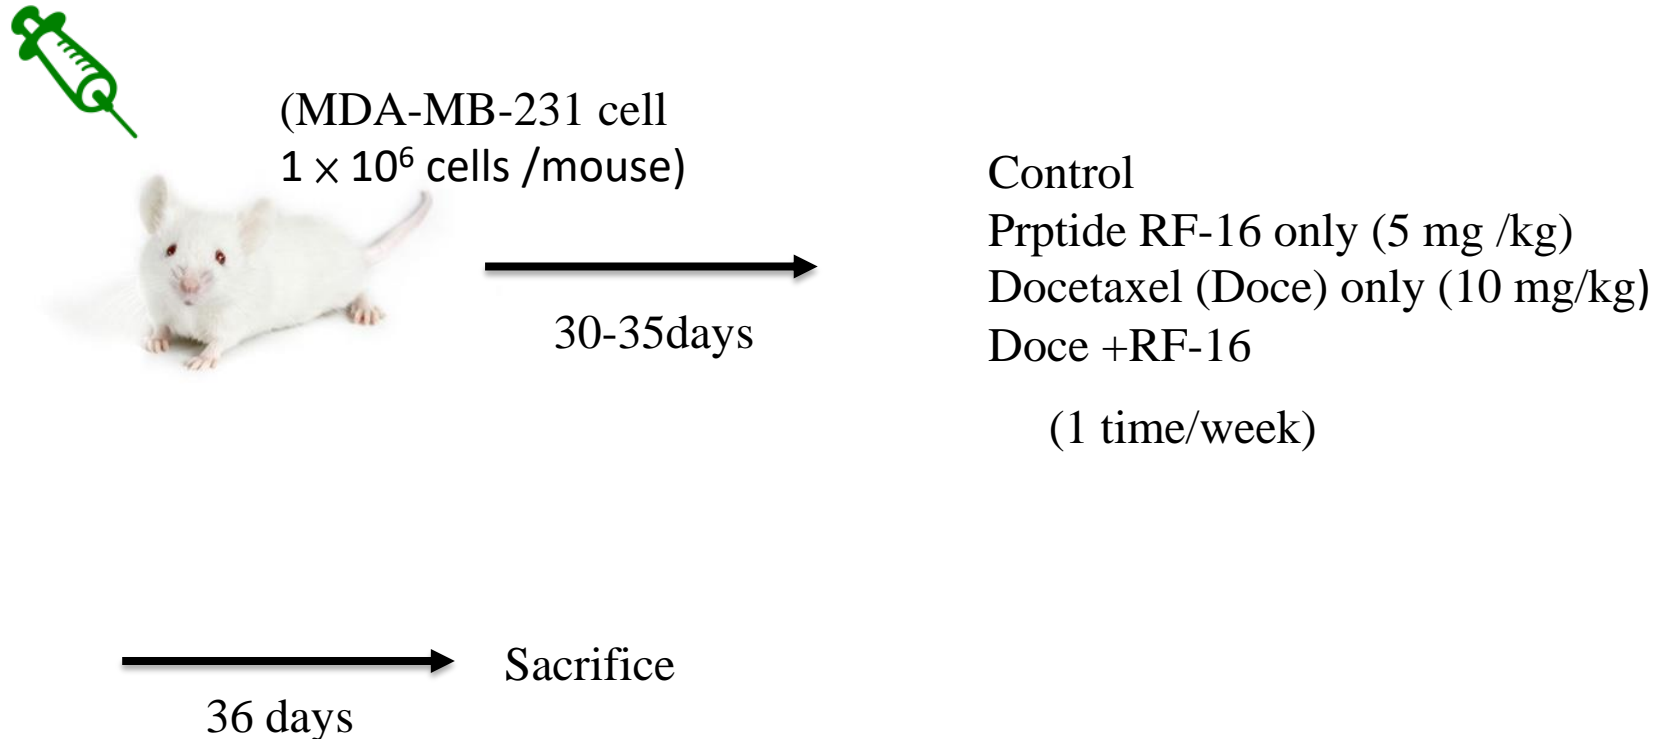 (MDA-MB-231 cell
1 × 10⁶ cells /mouse)
30-35days
Control
Prptide RF-16 only (5 mg /kg)
Docetaxel (Doce) only (10 mg/kg)
Doce +RF-16
(1 time/week)
Sacrifice
36 days